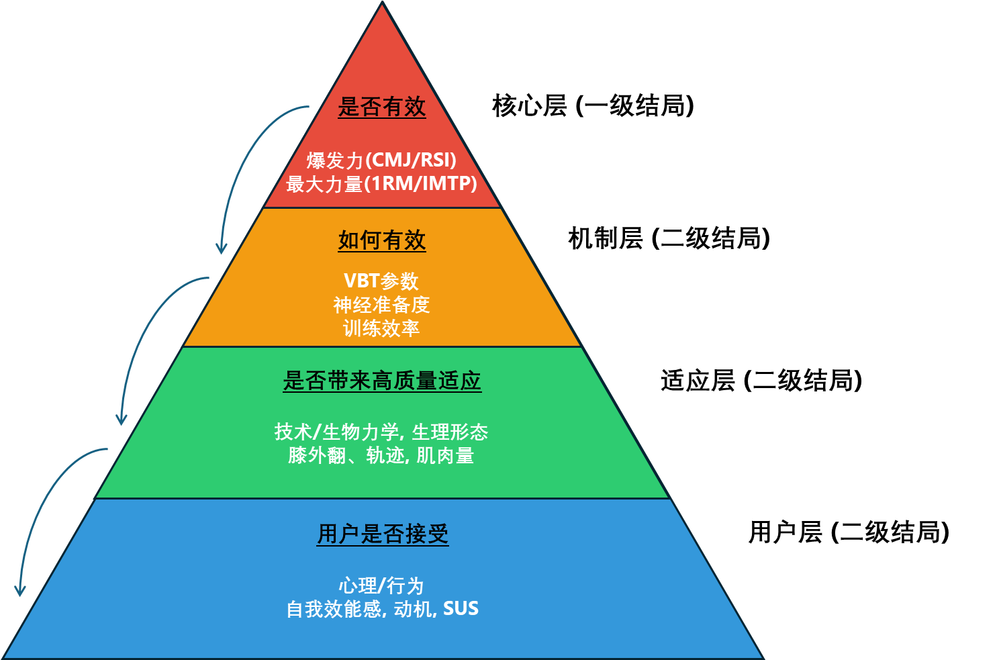 是否有效
核心层 (一级结局)
爆发力(CMJ/RSI)
最大力量(1RM/IMTP)
如何有效
机制层 (二级结局)
VBT参数
神经准备度
训练效率
是否带来高质量适应
适应层 (二级结局)
技术/生物力学, 生理形态
膝外翻、轨迹, 肌肉量
用户是否接受
用户层 (二级结局)
心理/行为
自我效能感, 动机, SUS